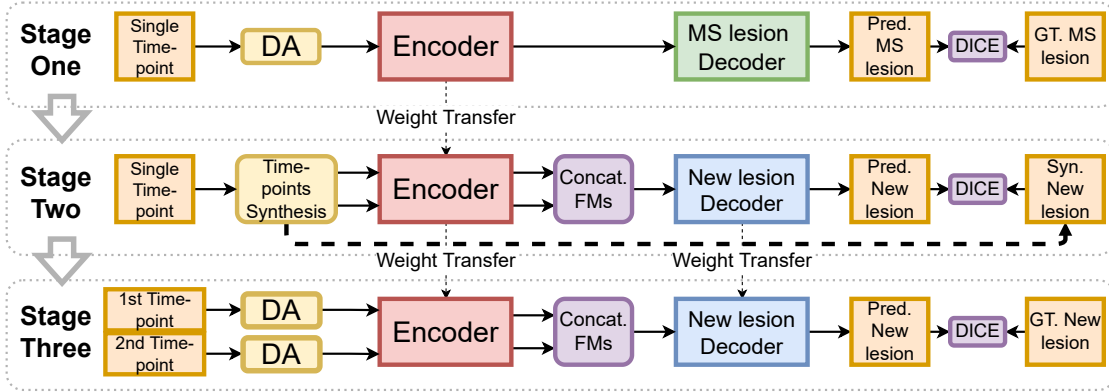 Stage
One
Single
Time-
point
DA
Encoder
MS lesion
Decoder
Pred.
MS
lesion
DICE
GT. MS
lesion
Weight Transfer
Stage
Two
Single
Time-
point
Time-
points
Synthesis
Encoder
Concat.
FMs
New lesion
Decoder
Pred.
New
lesion
DICE
Syn.
New
lesion
Weight Transfer
Weight Transfer
Stage
Three
1st Time-
point
2nd Time-
point
DA
DA
Encoder
Concat.
FMs
New lesion
Decoder
Pred.
New
lesion
DICE
GT. New
lesion